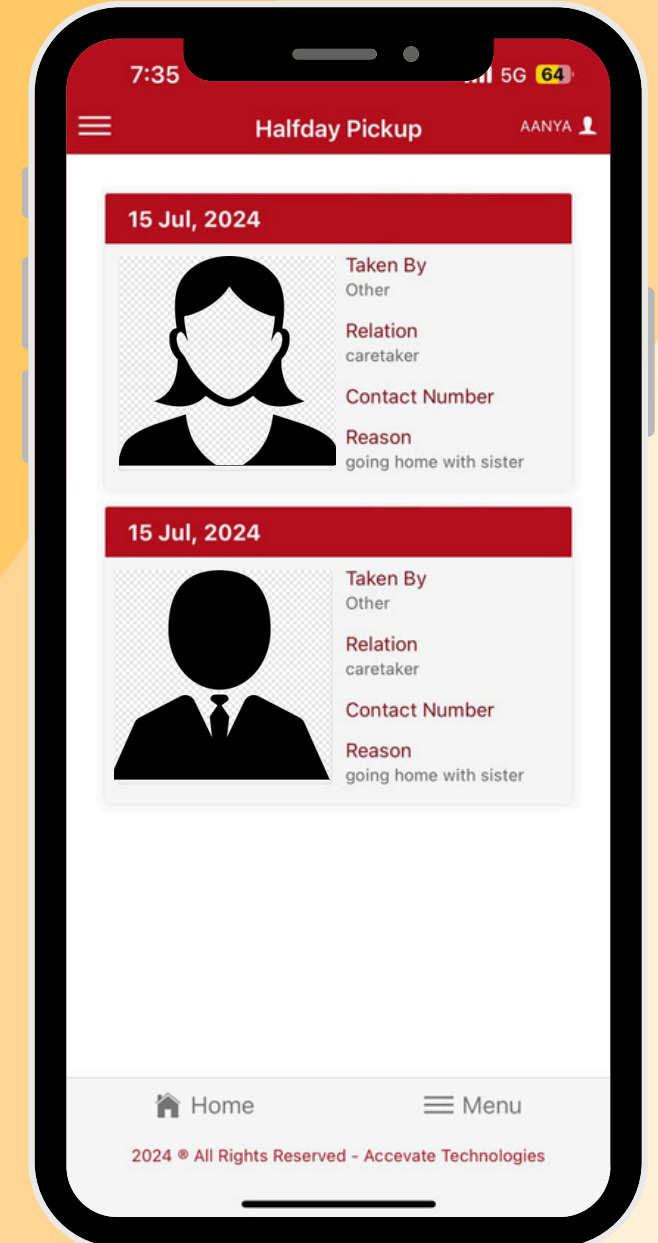 7:35 5G 64
Halfday Pickup AANYA
15 Jul, 2024
Taken By
Other
Relation
caretaker
Contact Number
Reason
going home with sister
15 Jul, 2024
Taken By
Other
Relation
caretaker
Contact Number
Reason
going home with sister
Home Menu
2024 ® All Rights Reserved - Accevate Technologies